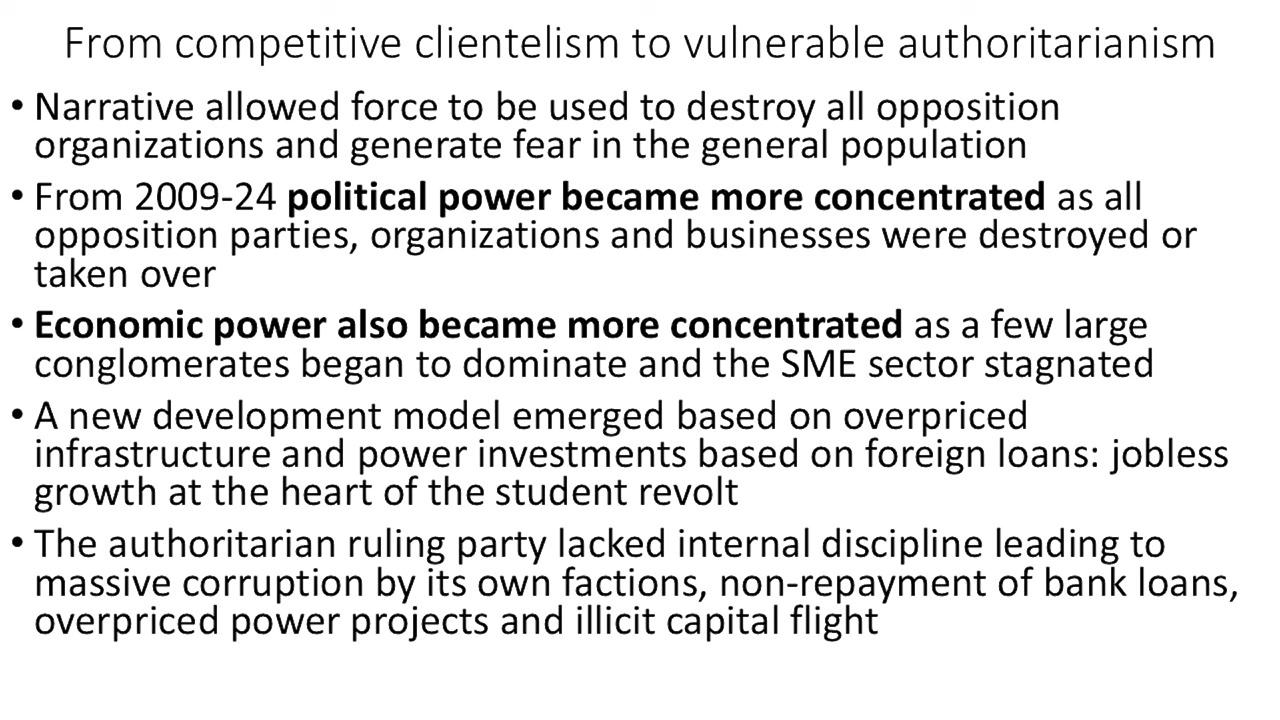 From competitive clientelism to vulnerable authoritarianism
• Narrative allowed force to be used to destroy all opposition
organizations and generate fear in the general population
• From 2009-24 political power became more concentrated as all
opposition parties, organizations and businesses were destroyed or
taken over
• Economic power also became more concentrated as a few large
conglomerates began to dominate and the SME sector stagnated
• A new development model emerged based on overpriced
infrastructure and power investments based on foreign loans: jobless
growth at the heart of the student revolt
• The authoritarian ruling party lacked internal discipline leading to
massive corruption by its own factions, non-repayment of bank loans,
overpriced power projects and illicit capital flight